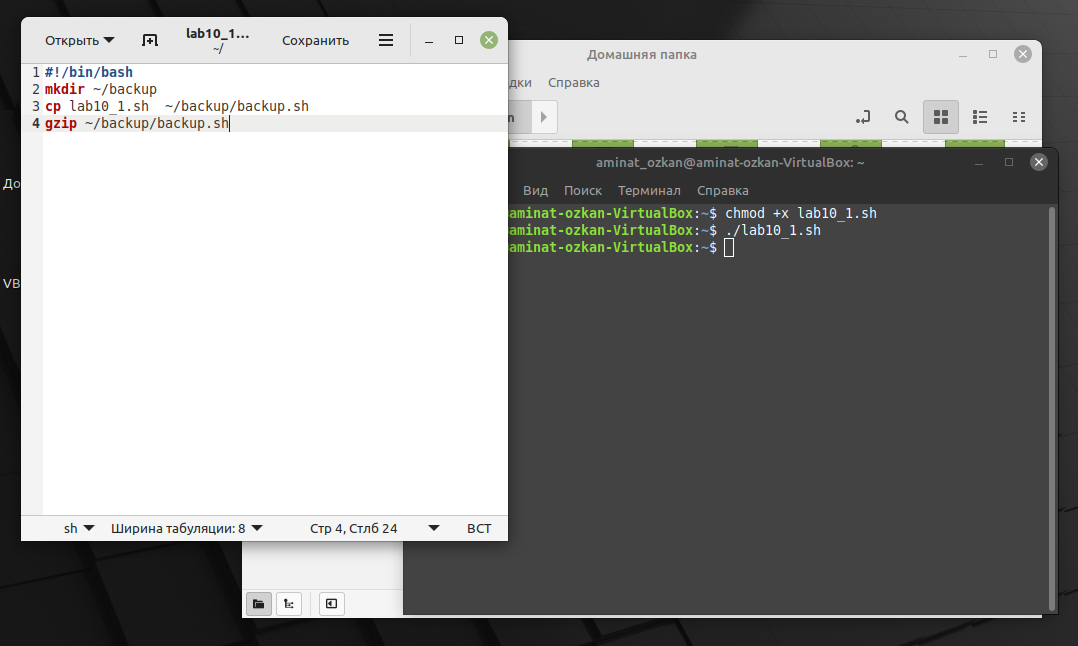 Открыть
lab10_1...
~/
Сохранить
1 #!/bin/bash
2 mkdir ~/backup
3 cp lab10_1.sh  ~/backup/backup.sh
4 gzip ~/backup/backup.sh
sh
Ширина табуляции: 8
Стр 4, Стлб 24
ВСТ
Домашняя папка
дки
Справка
n
aminat_ozkan@aminat-ozkan-VirtualBox: ~
Вид
Поиск
Терминал
Справка
aminat-ozkan-VirtualBox:~$ chmod +x lab10_1.sh
aminat-ozkan-VirtualBox:~$ ./lab10_1.sh
aminat-ozkan-VirtualBox:~$
До
VB